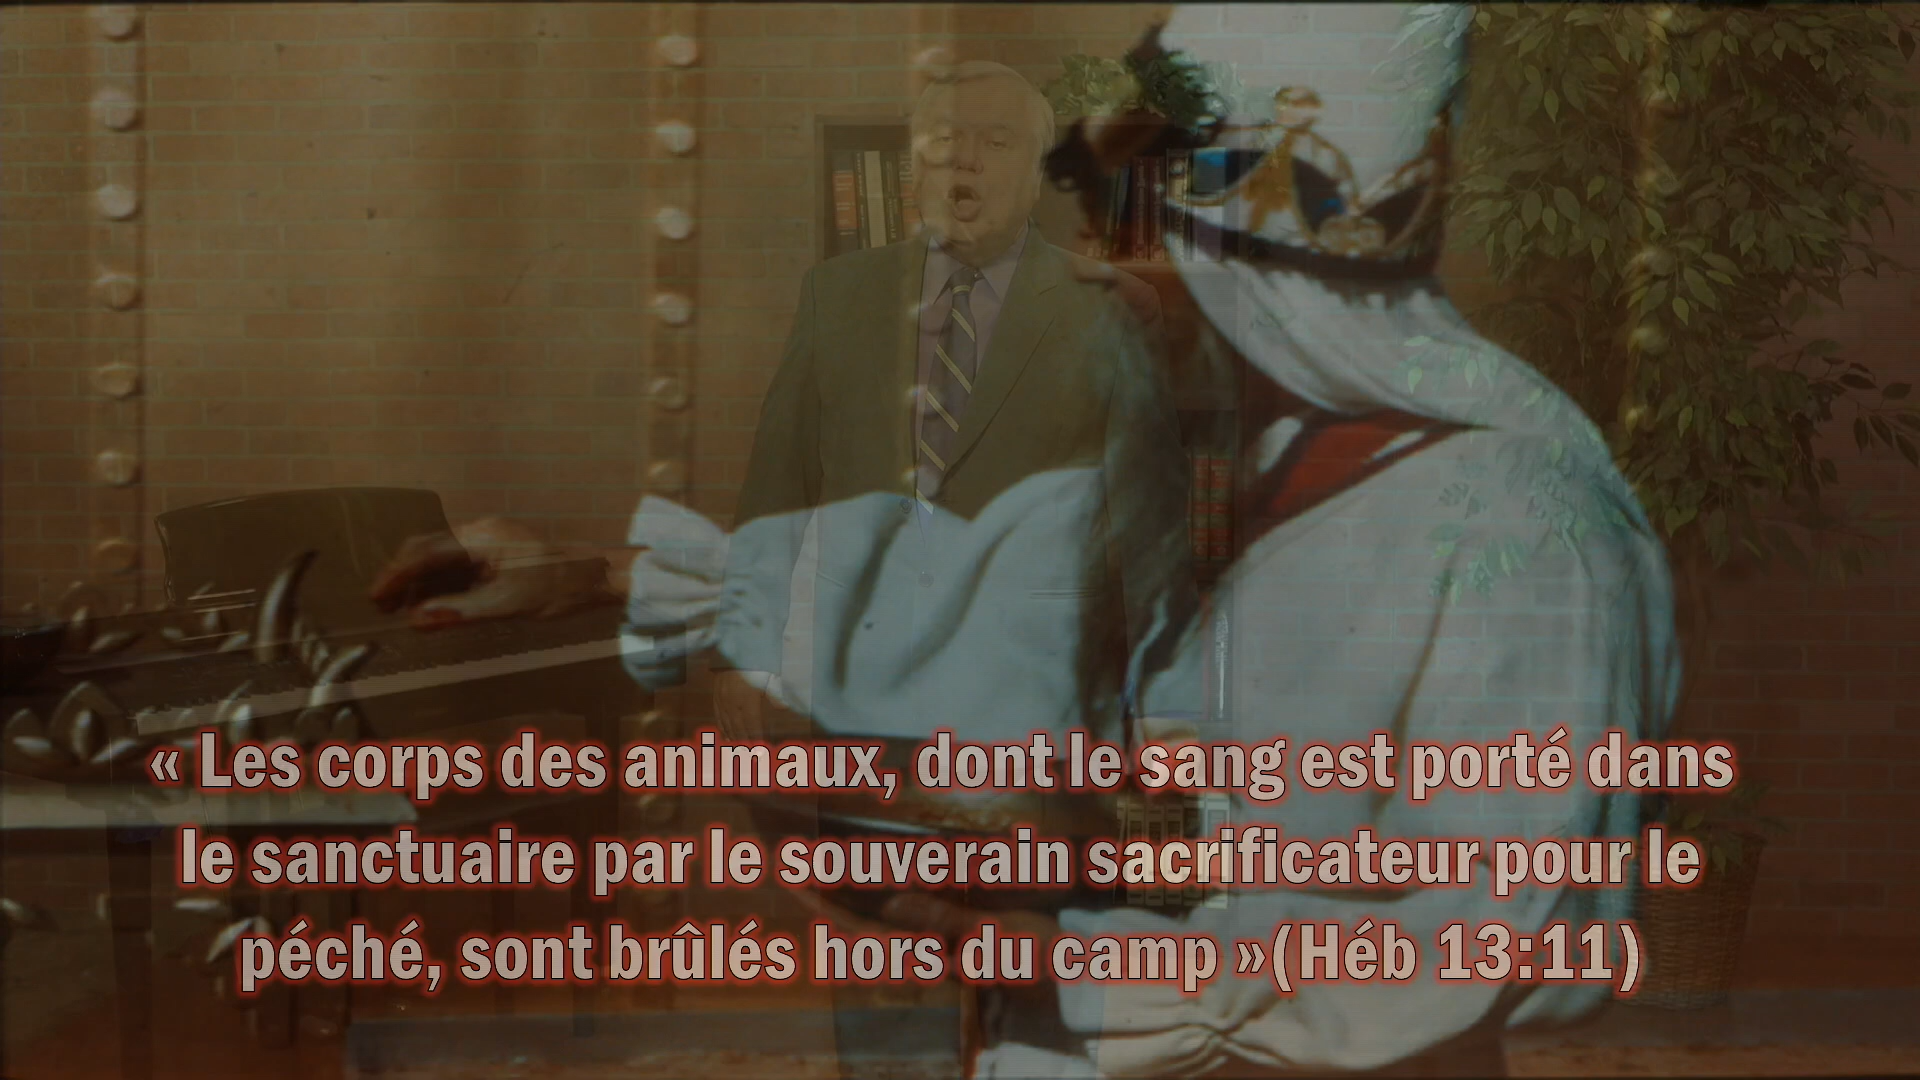 « Les corps des animaux, dont le sang est porté dans
le sanctuaire par le souverain sacrificateur pour le
péché, sont brûlés hors du camp »(Héb 13:11)